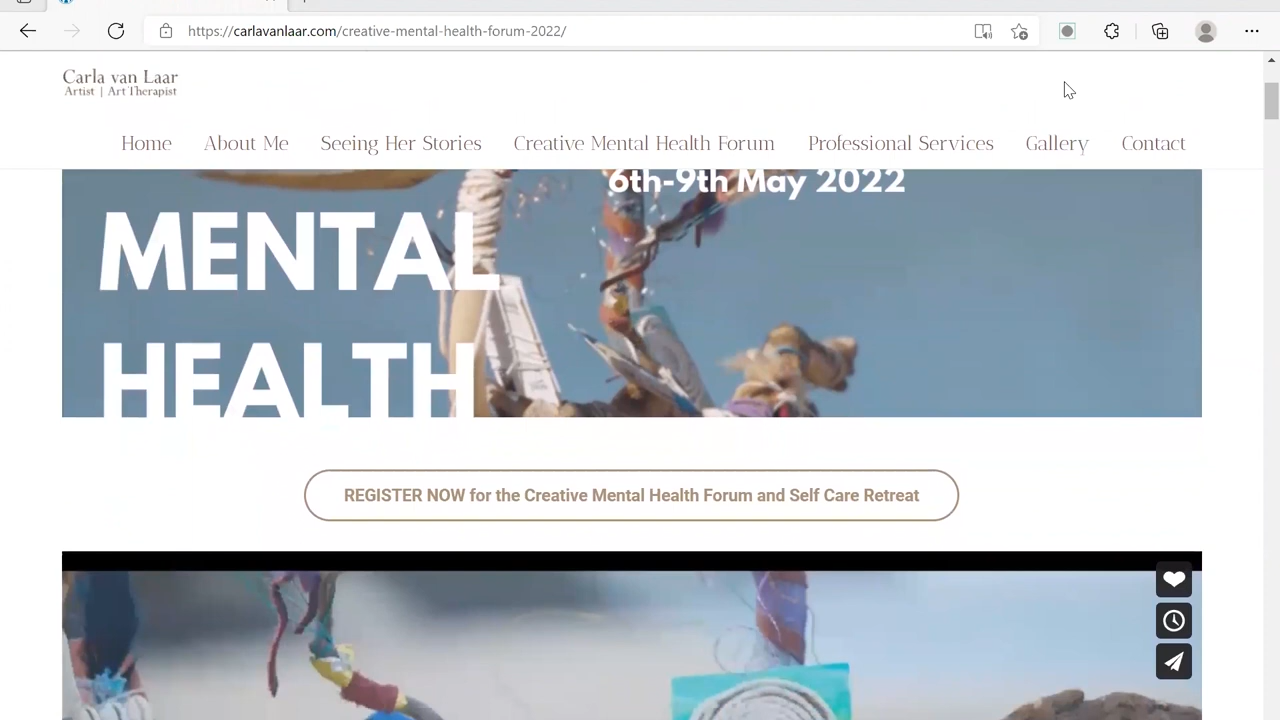 https://carlavanlaar.com/creative-mental-health-forum-2022/
Carla van Laar
Artist | Art Therapist
Home About Me Seeing Her Stories Creative Mental Health Forum Professional Services Gallery Contact
6th-9th May 2022
MENTAL
HEALTH
REGISTER NOW for the Creative Mental Health Forum and Self Care Retreat